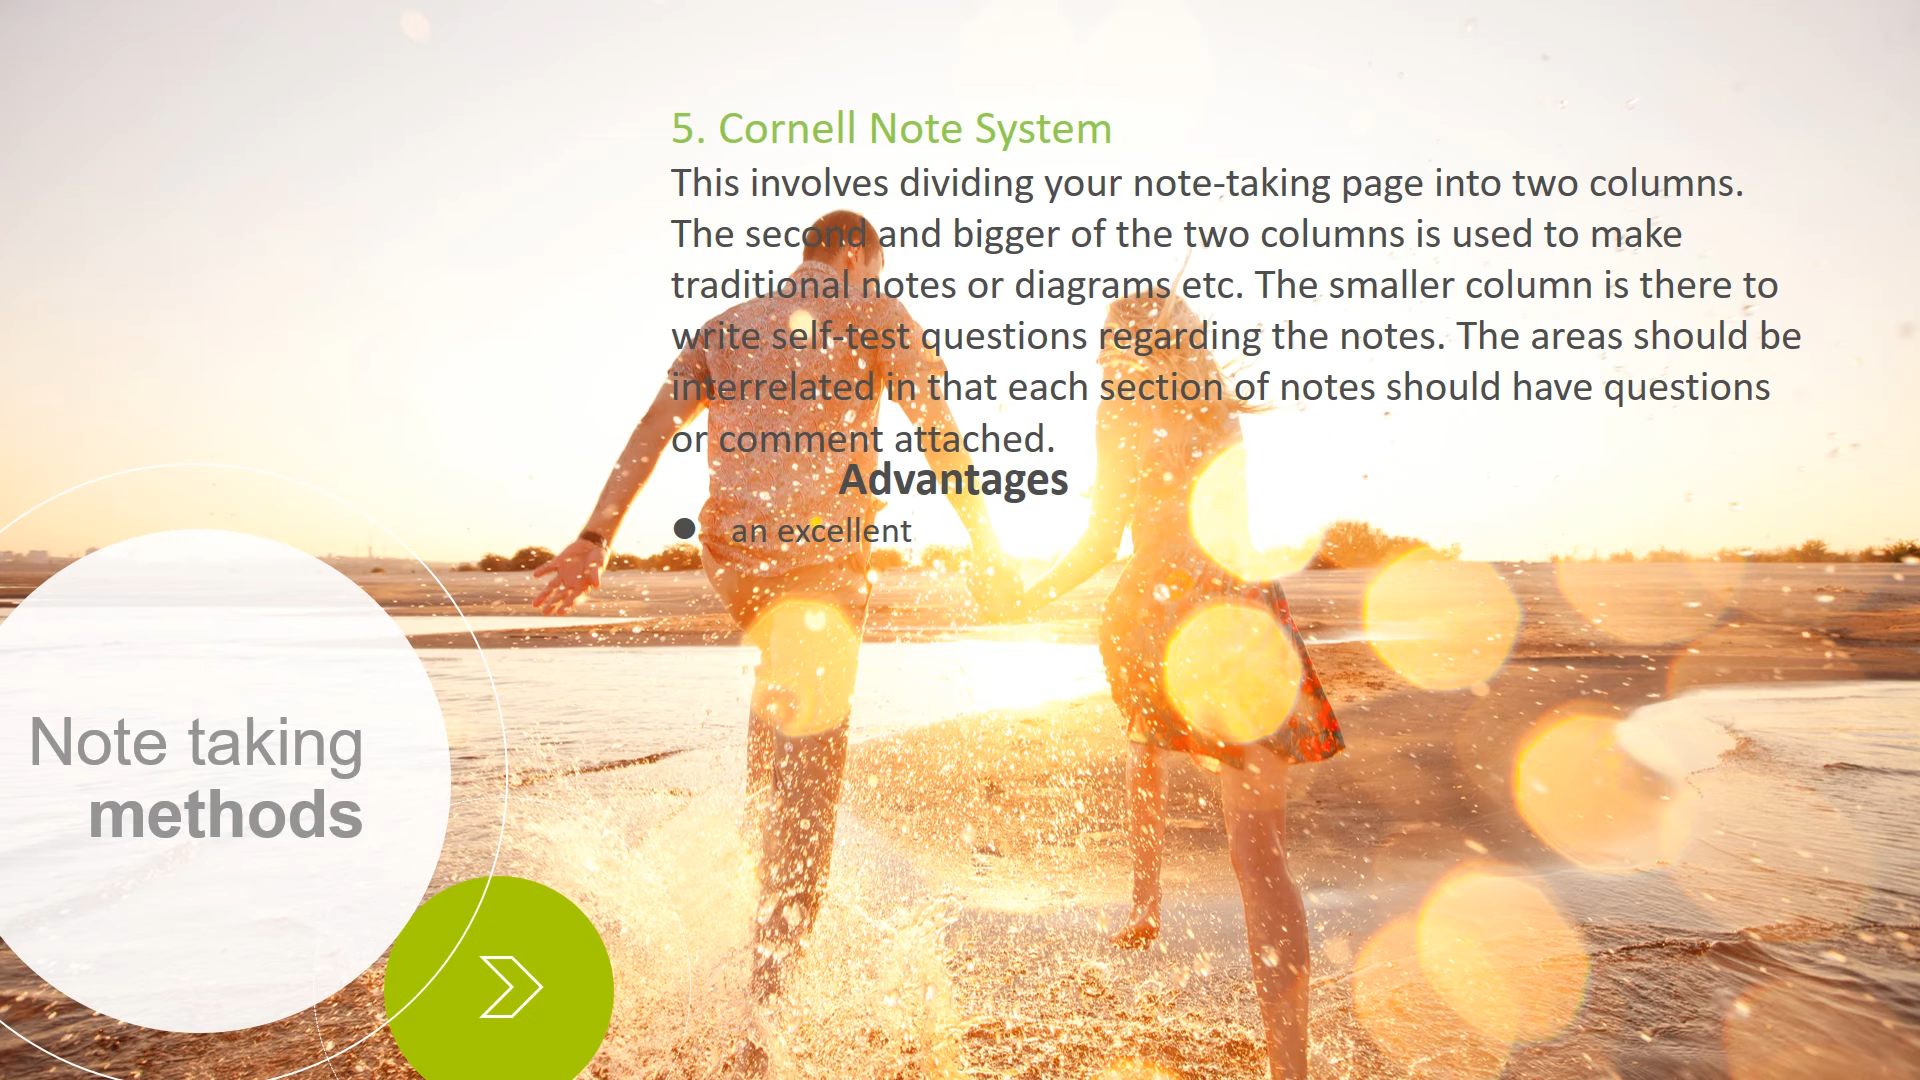 5. Cornell Note System
This involves dividing your note-taking page into two columns.
The second and bigger of the two columns is used to make
traditional notes or diagrams etc. The smaller column is there to
write self-test questions regarding the notes. The areas should be
interrelated in that each section of notes should have questions
or comment attached.
Advantages
● an excellent
Note taking
methods